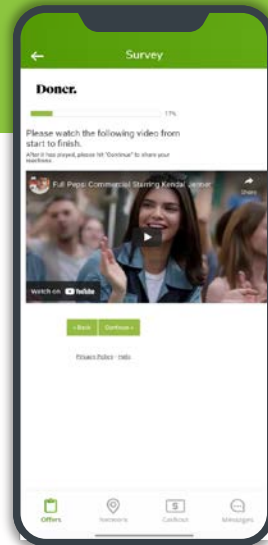 Survey
Doner.
17%
Please watch the following video from
start to finish.
After it has played, please hit "Continue" to share your
reactions.
Full Pepsi Commercial Starring Kendal Jenner
Share
Watch on YouTube
‹ Back Continue ›
Privacy Policy - Help
Offers
Cashout
Messages